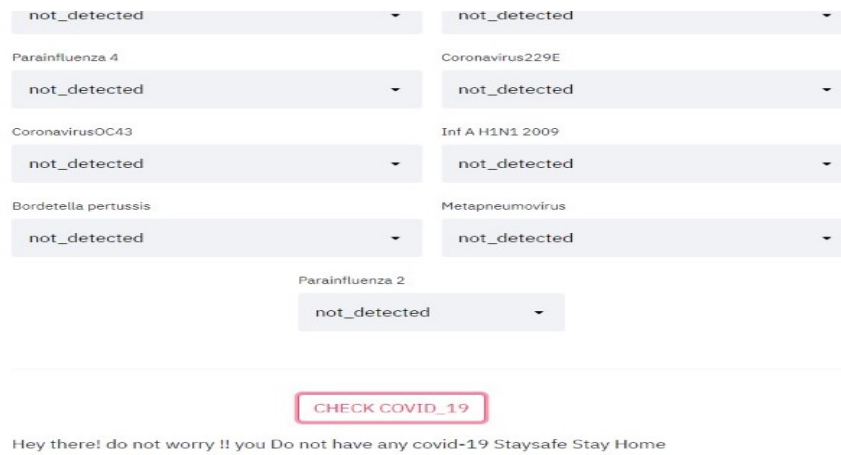 not_detected not_detected
Parainfluenza 4 Coronavirus229E
not_detected not_detected
CoronavirusOC43 Inf A H1N1 2009
not_detected not_detected
Bordetella pertussis Metapneumovirus
not_detected not_detected
Parainfluenza 2
not_detected
CHECK COVID_19
Hey there! do not worry !! you Do not have any covid-19 Staysafe Stay Home